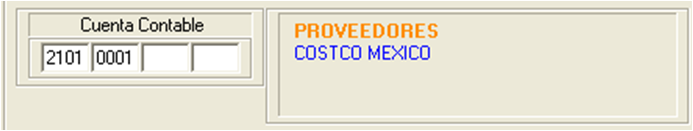 Cuenta Contable
2101 0001
PROVEEDORES
COSTCO MEXICO